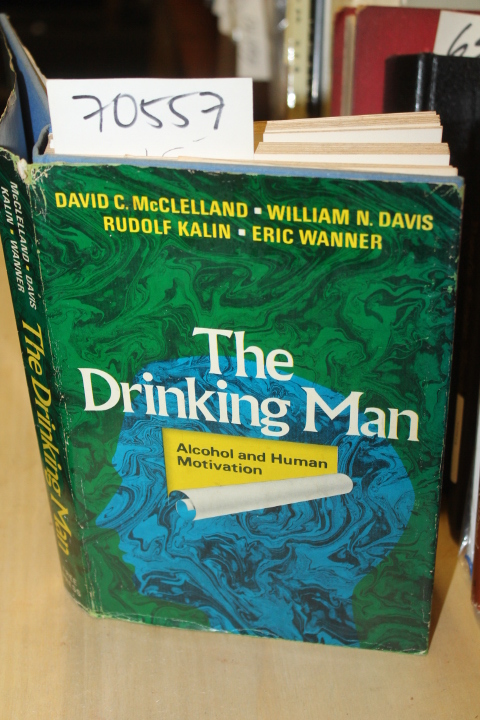 70557
DAVID C. McCLELLAND ▪ WILLIAM N. DAVIS
RUDOLF KALIN ▪ ERIC WANNER
The
Drinking Man
Alcohol and Human
Motivation
McCLELLAND • DAVIS
KALIN • WANNER
The Drinking Man